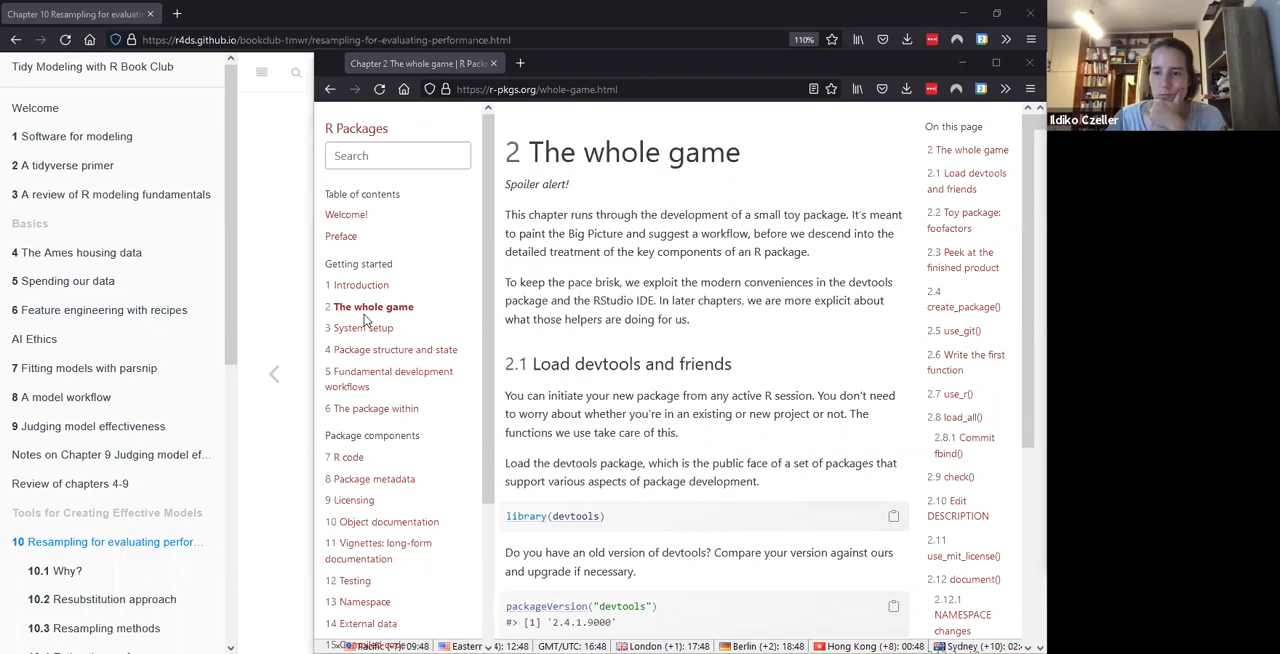 Chapter 10 Resampling for evaluati
https://r4ds.github.io/bookclub-tmwr/resampling-for-evaluating-performance.html
110%
Tidy Modeling with R Book Club
Welcome
1 Software for modeling
2 A tidyverse primer
3 A review of R modeling fundamentals
Basics
4 The Ames housing data
5 Spending our data
6 Feature engineering with recipes
AI Ethics
7 Fitting models with parsnip
8 A model workflow
9 Judging model effectiveness
Notes on Chapter 9 Judging model ef...
Review of chapters 4-9
Tools for Creating Effective Models
10 Resampling for evaluating perfor...
10.1 Why?
10.2 Resubstitution approach
10.3 Resampling methods
Chapter 2 The whole game | R Pack
https://r-pkgs.org/whole-game.html
R Packages
Search
Table of contents
Welcome!
Preface
Getting started
1 Introduction
2 The whole game
3 System setup
4 Package structure and state
5 Fundamental development
workflows
6 The package within
Package components
7 R code
8 Package metadata
9 Licensing
10 Object documentation
11 Vignettes: long-form
documentation
12 Testing
13 Namespace
14 External data
2 The whole game
Spoiler alert!
This chapter runs through the development of a small toy package. It's meant
to paint the Big Picture and suggest a workflow, before we descend into the
detailed treatment of the key components of an R package.
To keep the pace brisk, we exploit the modern conveniences in the devtools
package and the RStudio IDE. In later chapters, we are more explicit about
what those helpers are doing for us.
2.1 Load devtools and friends
You can initiate your new package from any active R session. You don't need
to worry about whether you're in an existing or new project or not. The
functions we use take care of this.
Load the devtools package, which is the public face of a set of packages that
support various aspects of package development.
library(devtools)
Do you have an old version of devtools? Compare your version against ours
and upgrade if necessary.
packageVersion("devtools")
#> [1] '2.4.1.9000'
On this page
2 The whole game
2.1 Load devtools
and friends
2.2 Toy package:
foofactors
2.3 Peek at the
finished product
2.4
create_package()
2.5 use_git()
2.6 Write the first
function
2.7 use_r()
2.8 load_all()
2.8.1 Commit
fbind()
2.9 check()
2.10 Edit
DESCRIPTION
2.11
use_mit_license()
2.12 document()
2.12.1
NAMESPACE
changes
Pacific (-7) 09:48
Easter 4): 12:48
GMT/UTC: 16:48
London (+1) : 17:48
Berlin (+2) : 18:48
Hong Kong (+8): 00:48
Sydney (+10) : 02:
Ildiko Czeller